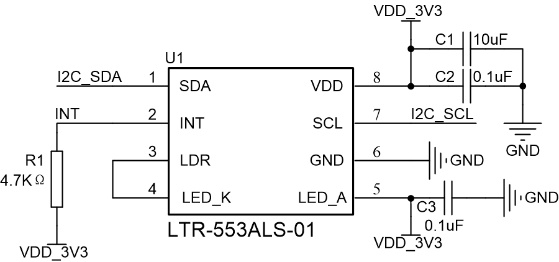 VDD_3V3
C1 10uF
U1
I2C_SDA 1 SDA VDD 8 C2 0.1uF
INT 2 INT SCL 7 I2C_SCL
GND
R1
4.7KΩ
3 LDR GND 6 GND
4 LED_K LED_A 5 GND
C3
0.1uF
LTR-553ALS-01
VDD_3V3
VDD_3V3